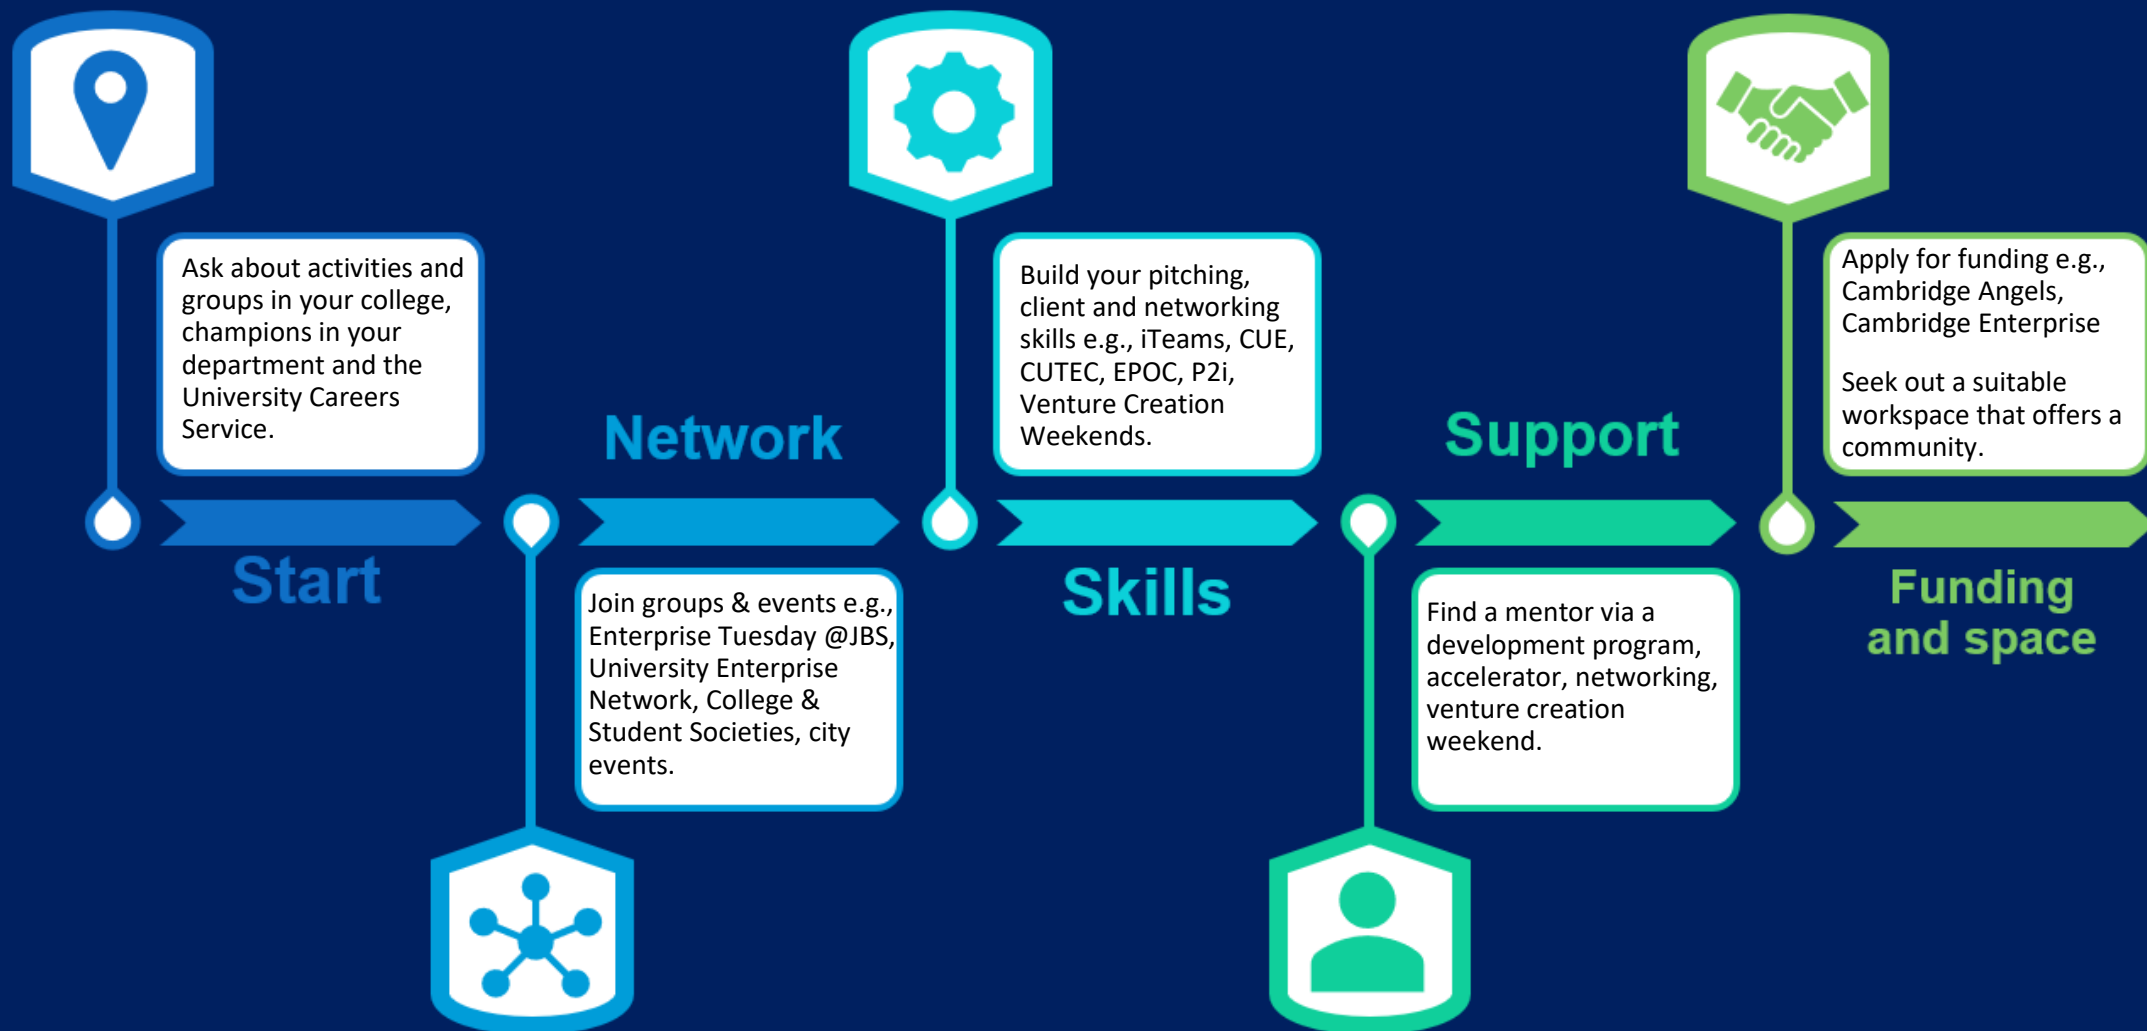 Ask about activities and
groups in your college,
champions in your
department and the
University Careers
Service.
Start
Network
Join groups & events e.g.,
Enterprise Tuesday @JBS,
University Enterprise
Network, College &
Student Societies, city
events.
Build your pitching,
client and networking
skills e.g., iTeams, CUE,
CUTEC, EPOC, P2i,
Venture Creation
Weekends.
Skills
Support
Find a mentor via a
development program,
accelerator, networking,
venture creation
weekend.
Apply for funding e.g.,
Cambridge Angels,
Cambridge Enterprise
Seek out a suitable
workspace that offers a
community.
Funding
and space